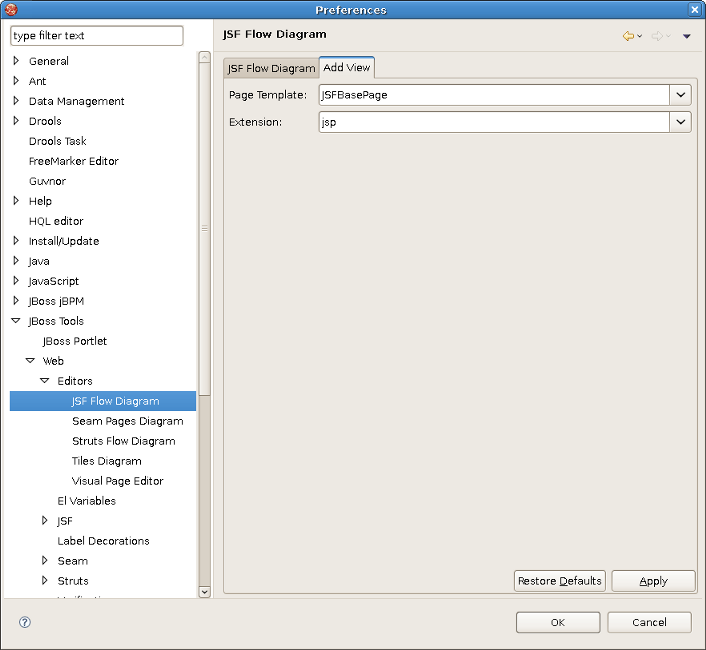 Preferences
type filter text
General
Ant
Data Management
Drools
Drools Task
FreeMarker Editor
Guvnor
Help
HQL editor
Install/Update
Java
JavaScript
JBoss jBPM
JBoss Tools
JBoss Portlet
Web
Editors
JSF Flow Diagram
Seam Pages Diagram
Struts Flow Diagram
Tiles Diagram
Visual Page Editor
El Variables
JSF
Label Decorations
Seam
Struts
JSF Flow Diagram
JSF Flow Diagram Add View
Page Template: JSFBasePage
Extension: jsp
Restore Defaults Apply
? OK Cancel